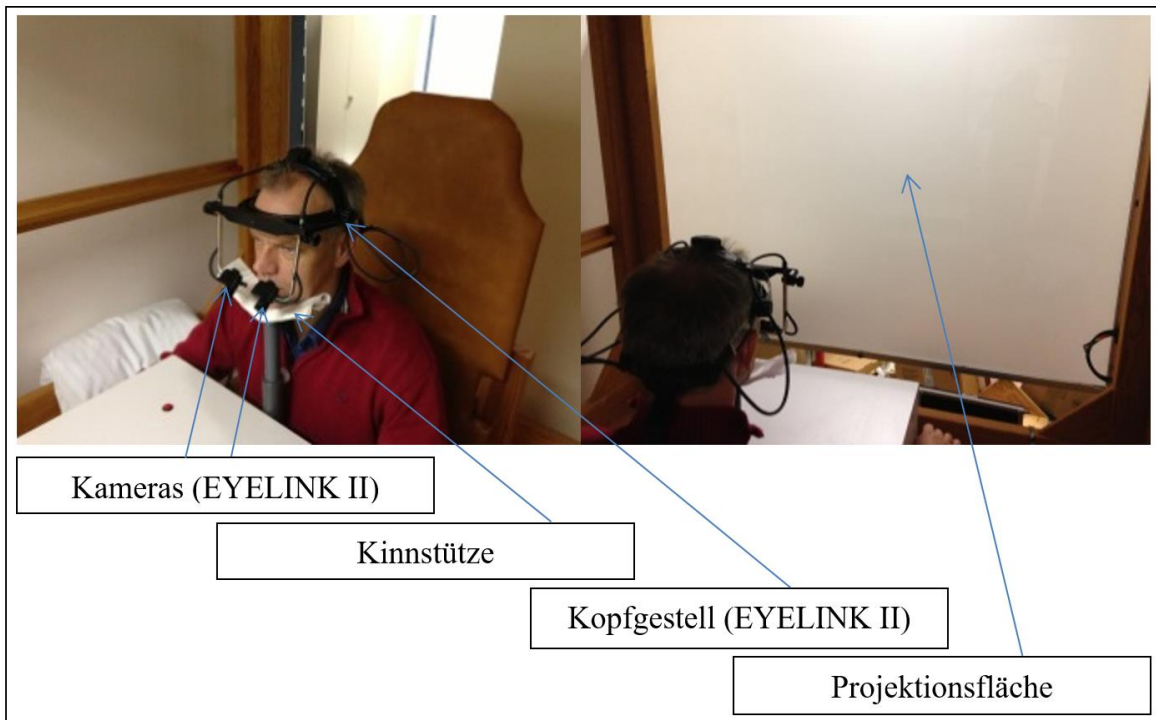 Kameras (EYELINK II)
Kinnstütze
Kopfgestell (EYELINK II)
Projektionsfläche